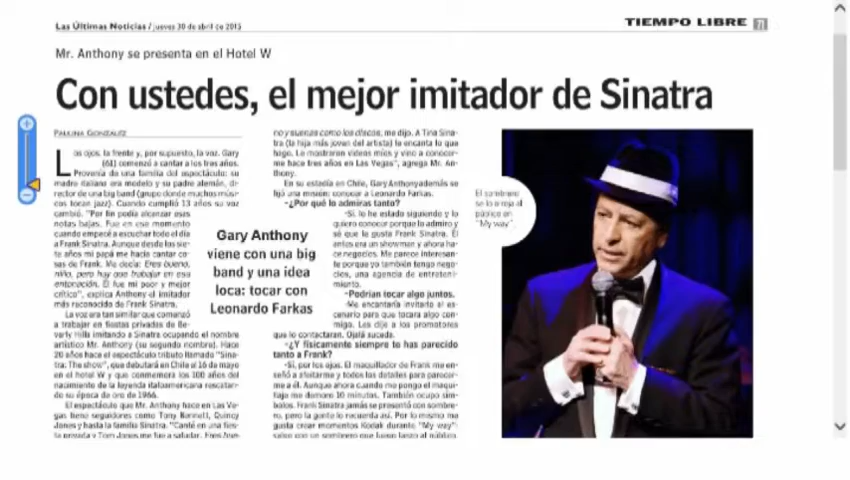 Las Últimas Noticias / jueves 30 de abril de 2015
TIEMPO LIBRE 71
Mr. Anthony se presenta en el Hotel W
Con ustedes, el mejor imitador de Sinatra
PAULINA GONZÁLEZ
Los ojos, la frente y, por supuesto, la voz. Gary
(61) comenzó a cantar a los tres años.
Provenía de una familia del espectáculo: su
madre italiana era modelo y su padre alemán, di-
rector de una big band (grupo donde muchos músi-
cos tocan jazz). Cuando cumplió 13 años su voz
cambió. "Por fin podía alcanzar esas
notas bajas. Fue en ese momento
cuando empecé a escuchar todo el día
a Frank Sinatra. Aunque desde los sie-
te años mi papá me hacía cantar co-
sas de Frank. Me decía: Eres bueno,
niño, pero hay que trabajar en esa
entonación. Él fue mi peor y mejor
crítico", explica Anthony el imitador
más reconocido de Frank Sinatra.
La voz era tan similar que comenzó
a trabajar en fiestas privadas de Be-
verly Hills imitando a Sinatra ocupando el nombre
artístico Mr. Anthony (su segundo nombre). Hace
20 años hace el espectáculo tributo llamado "Sina-
tra: The show", que debutará en Chile al 16 de mayo
en el hotel W y que conmemora los 100 años del
nacimiento de la leyenda italoamericana rescatan-
do su época de oro de 1966.
El espectáculo que Mr. Anthony hace en Las Ve-
gas tiene seguidores como Tony Bennett, Quincy
Jones y hasta la familia Sinatra. "Canté en una fies-
ta privada y Tom Jones me fue a saludar. Eres bue-
Gary Anthony
viene con una big
band y una idea
loca: tocar con
Leonardo Farkas
no y suenas como los discos, me dijo. A Tina Sina-
tra (la hija más joven del artista) le encanta lo que
hago. Le mostraron videos míos y vino a conocer-
me hace tres años en Las Vegas", agrega Mr. An-
thony.
En su estadía en Chile, Gary Anthonyademás se
fijó una misión: conocer a Leonardo Farkas.
-¿Por qué lo admiras tanto?
-Sí, lo he estado siguiendo y lo
quiero conocer porque lo admiro y
sé que le gusta Frank Sinatra. Él
antes era un showman y ahora ha-
ce negocios. Me parece interesan-
te porque yo también tengo nego-
cios, una agencia de entreteni-
miento.
-Podrían tocar algo juntos.
-Me encantaría invitarlo al es-
cenario para que tocara algo con-
migo. Les dije a los promotores
que lo contactaran. Ojalá suceda.
-¿Y físicamente siempre te has parecido
tanto a Frank?
-Sí, por los ojos. El maquillador de Frank me en-
señó a afeitarme y todos los detalles para parecer-
me a él. Aunque ahora cuando me pongo el maqui-
llaje me demoro 10 minutos. También ocupo sím-
bolos. Frank Sinatra jamás se presentó con sombre-
ro, pero la gente lo recuerda así. Por lo mismo me
gusta crear momentos Kodak durante "My way":
salgo con un sombrero que luego lanzo al público.
El sombrero
se lo arroja al
público en
"My way".